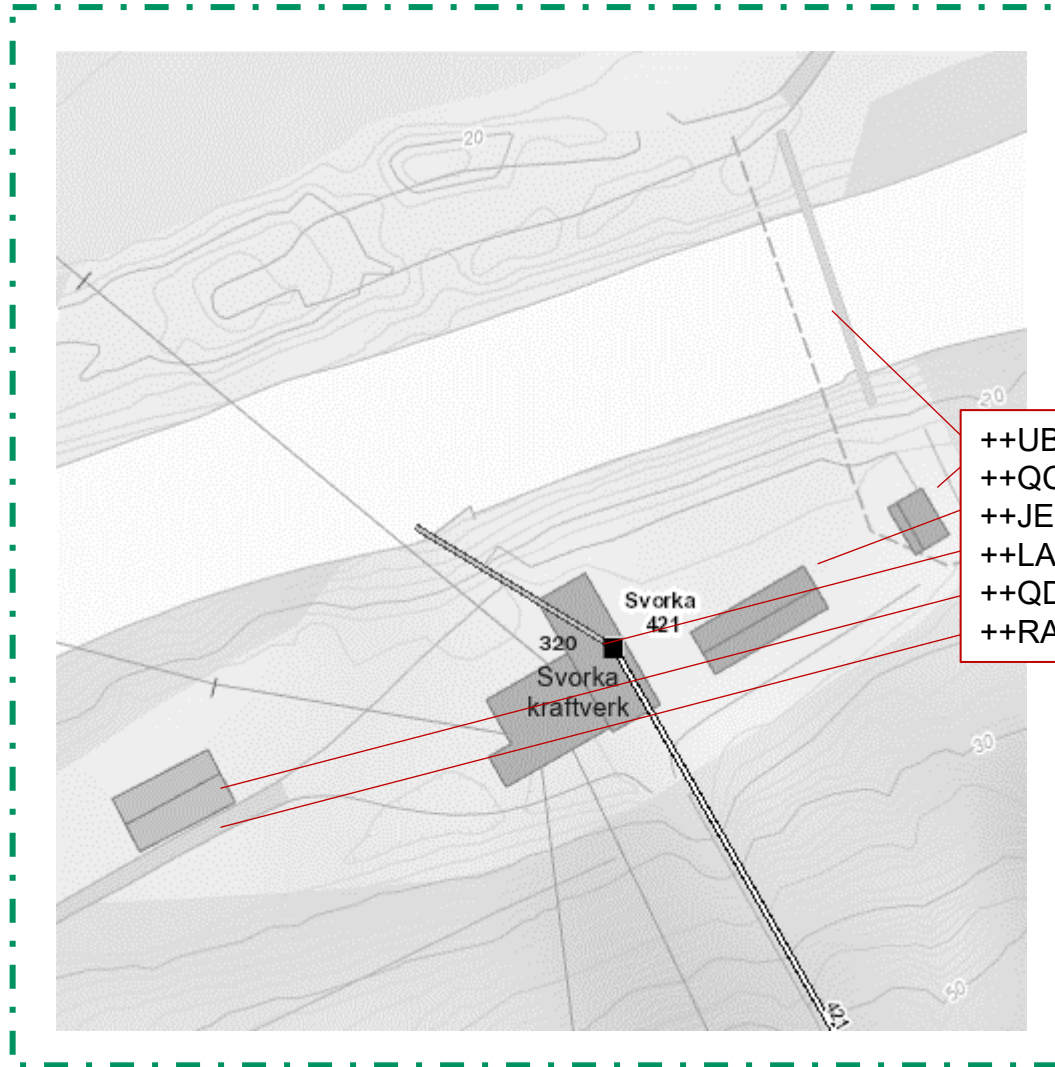 20
20
++UB
++QC
++JE
++LA
++QD
++RA
Svorka
421
320
Svorka
kraftverk
30
50
421